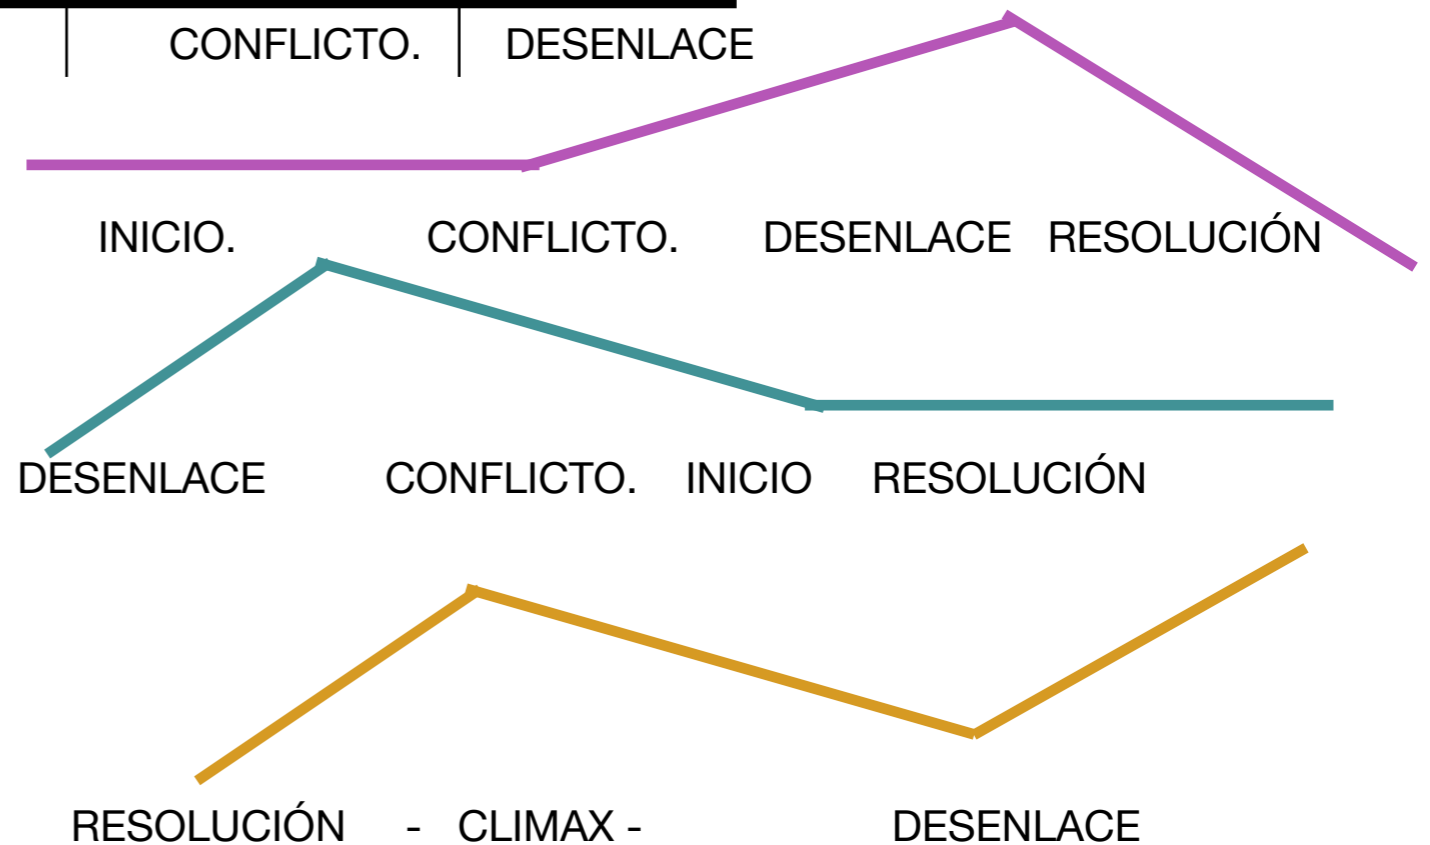 CONFLICTO. DESENLACE
INICIO. CONFLICTO. DESENLACE RESOLUCIÓN
DESENLACE CONFLICTO. INICIO RESOLUCIÓN
RESOLUCIÓN - CLIMAX - DESENLACE